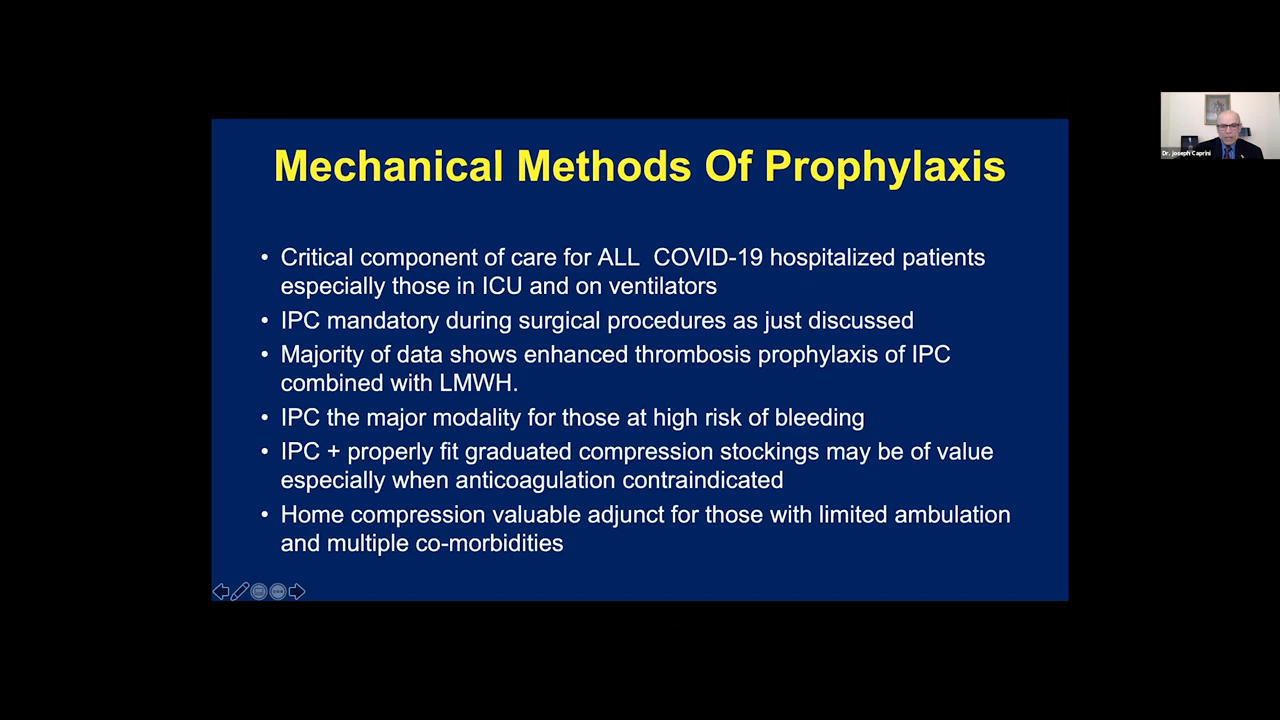 Mechanical Methods Of Prophylaxis
• Critical component of care for ALL  COVID-19 hospitalized patients
especially those in ICU and on ventilators
• IPC mandatory during surgical procedures as just discussed
• Majority of data shows enhanced thrombosis prophylaxis of IPC
combined with LMWH.
• IPC the major modality for those at high risk of bleeding
• IPC + properly fit graduated compression stockings may be of value
especially when anticoagulation contraindicated
• Home compression valuable adjunct for those with limited ambulation
and multiple co-morbidities
Dr. Joseph Caprini